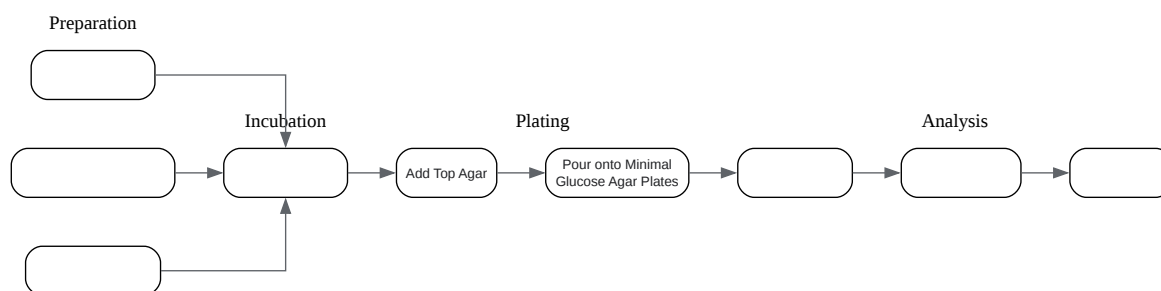 Preparation
Incubation
Plating
Analysis
Add Top Agar
Pour onto Minimal
Glucose Agar Plates